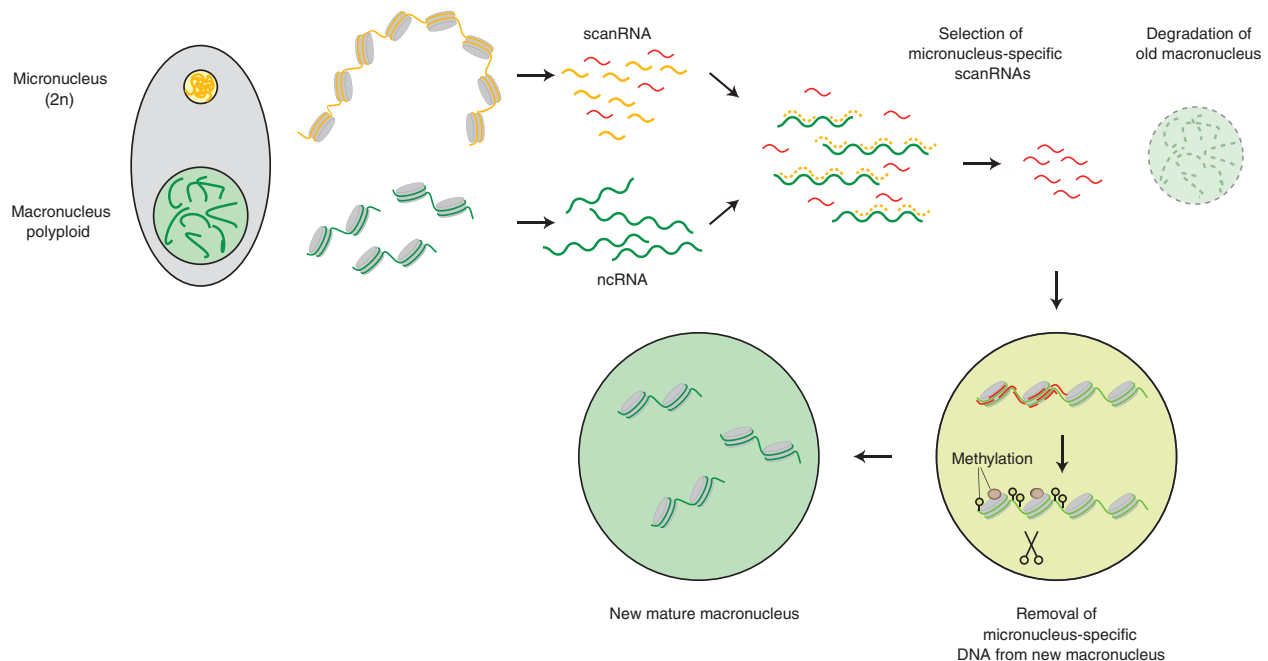 Micronucleus
(2n)
Macronucleus
polyploid
scanRNA
ncRNA
Selection of
micronucleus-specific
scanRNAs
Degradation of
old macronucleus
Methylation
New mature macronucleus
Removal of
micronucleus-specific
DNA from new macronucleus